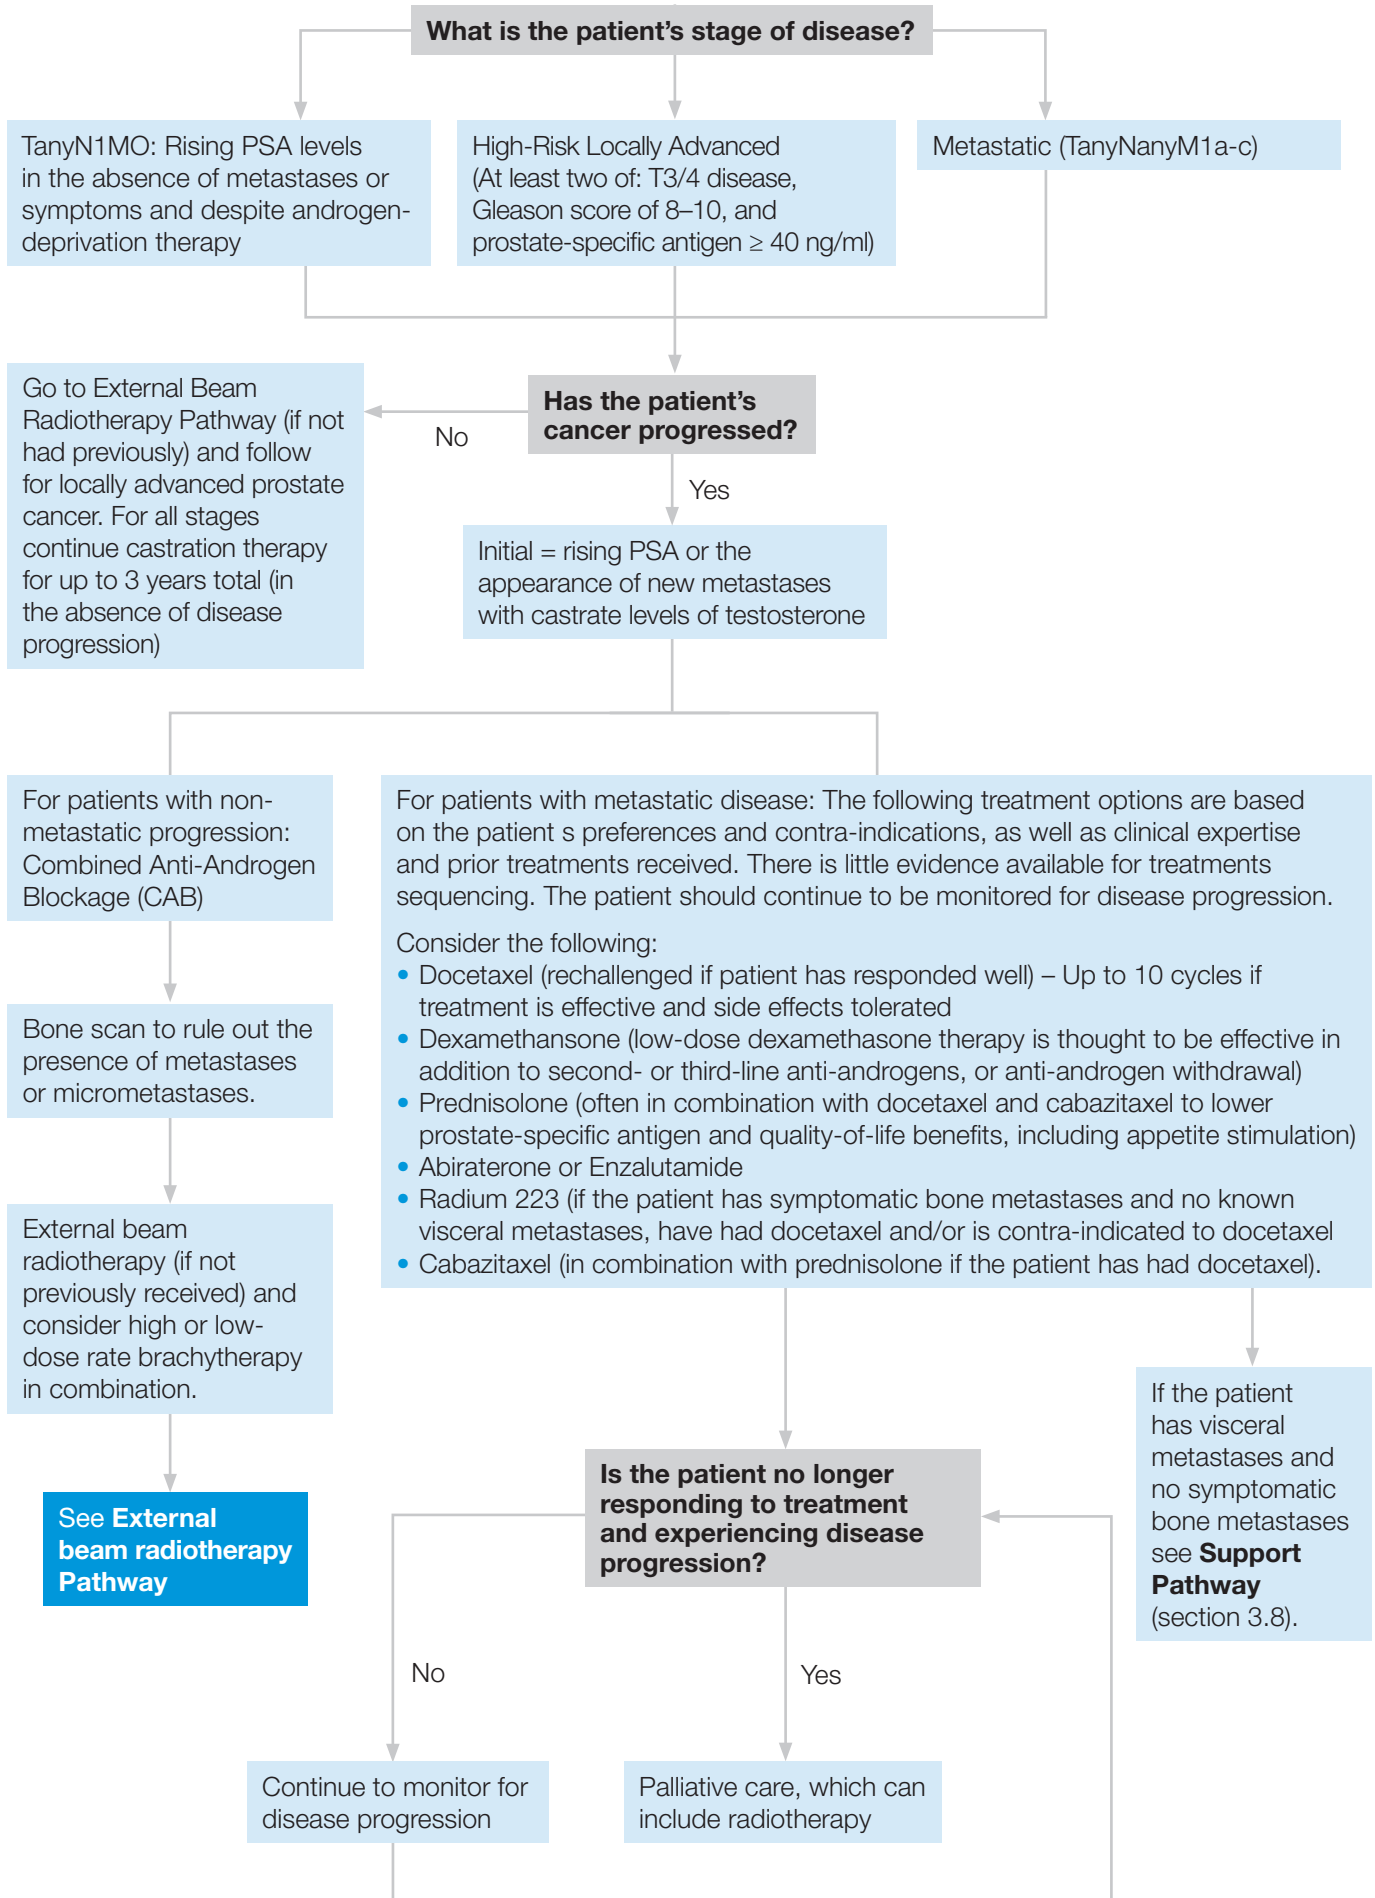 What is the patient’s stage of disease?
TanyN1MO: Rising PSA levels
in the absence of metastases or
symptoms and despite androgen-
deprivation therapy
High-Risk Locally Advanced
(At least two of: T3/4 disease,
Gleason score of 8–10, and
prostate-specific antigen ≥ 40 ng/ml)
Metastatic (TanyNanyM1a-c)
Go to External Beam
Radiotherapy Pathway (if not
had previously) and follow
for locally advanced prostate
cancer. For all stages
continue castration therapy
for up to 3 years total (in
the absence of disease
progression)
No
Has the patient’s
cancer progressed?
Yes
Initial = rising PSA or the
appearance of new metastases
with castrate levels of testosterone
For patients with non-
metastatic progression:
Combined Anti-Androgen
Blockage (CAB)
Bone scan to rule out the
presence of metastases
or micrometastases.
External beam
radiotherapy (if not
previously received) and
consider high or low-
dose rate brachytherapy
in combination.
See External
beam radiotherapy
Pathway
For patients with metastatic disease: The following treatment options are based
on the patient s preferences and contra-indications, as well as clinical expertise
and prior treatments received. There is little evidence available for treatments
sequencing. The patient should continue to be monitored for disease progression.
Consider the following:
• Docetaxel (rechallenged if patient has responded well) – Up to 10 cycles if
treatment is effective and side effects tolerated
• Dexamethansone (low-dose dexamethasone therapy is thought to be effective in
addition to second- or third-line anti-androgens, or anti-androgen withdrawal)
• Prednisolone (often in combination with docetaxel and cabazitaxel to lower
prostate-specific antigen and quality-of-life benefits, including appetite stimulation)
• Abiraterone or Enzalutamide
• Radium 223 (if the patient has symptomatic bone metastases and no known
visceral metastases, have had docetaxel and/or is contra-indicated to docetaxel
• Cabazitaxel (in combination with prednisolone if the patient has had docetaxel).
If the patient
has visceral
metastases and
no symptomatic
bone metastases
see Support
Pathway
(section 3.8).
Is the patient no longer
responding to treatment
and experiencing disease
progression?
No
Yes
Continue to monitor for
disease progression
Palliative care, which can
include radiotherapy